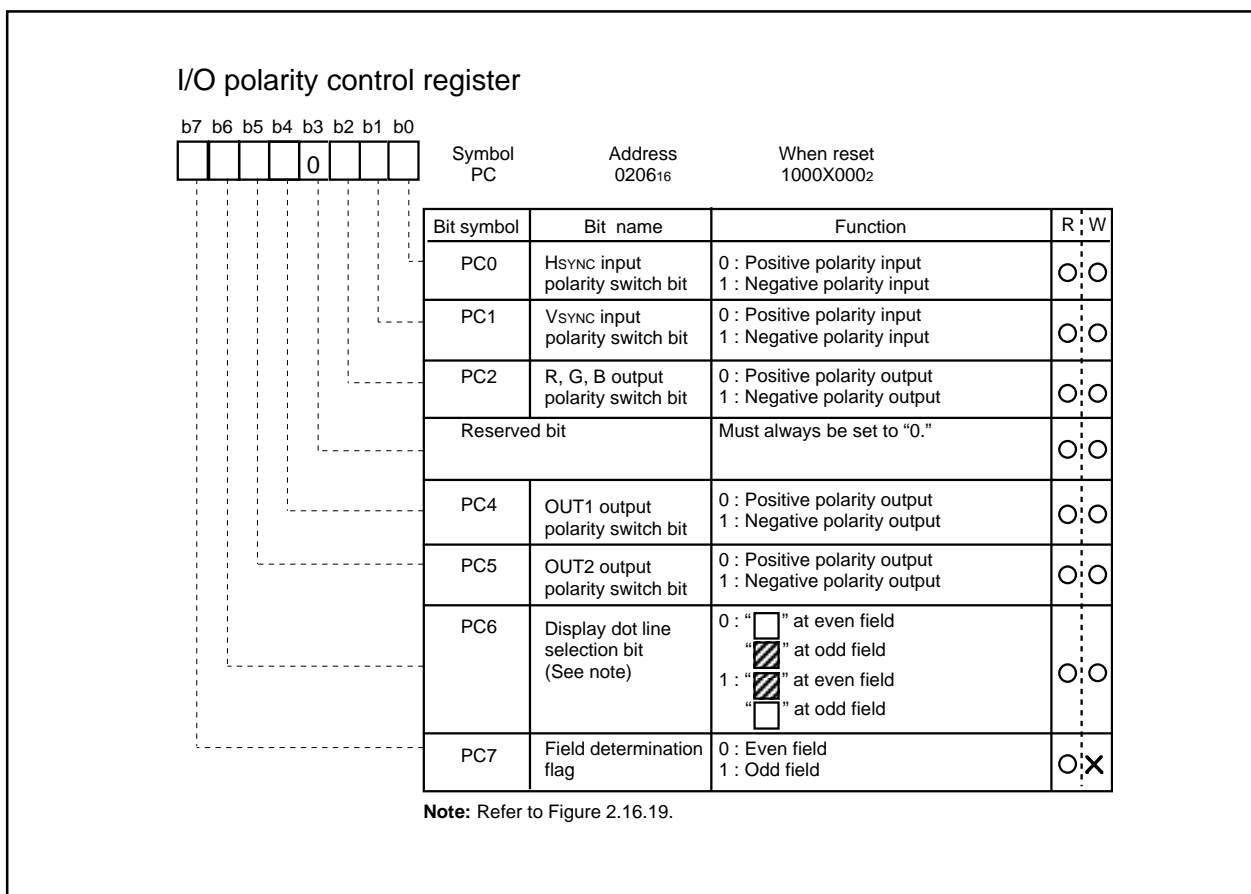 I/O polarity control register
b7 b6 b5 b4 b3 b2 b1 b0
0
Symbol Address When reset
PC 020616 1000X0002
Bit symbol Bit name Function R W
PC0 HSYNC input 0 : Positive polarity input
polarity switch bit 1 : Negative polarity input
PC1 VSYNC input 0 : Positive polarity input
polarity switch bit 1 : Negative polarity input
PC2 R, G, B output 0 : Positive polarity output
polarity switch bit 1 : Negative polarity output
Reserved bit Must always be set to “0.”
PC4 OUT1 output 0 : Positive polarity output
polarity switch bit 1 : Negative polarity output
PC5 OUT2 output 0 : Positive polarity output
polarity switch bit 1 : Negative polarity output
PC6 Display dot line 0 : “ ” at even field
selection bit “ ” at odd field
(See note) 1 : “ ” at even field
“ ” at odd field
PC7 Field determination 0 : Even field
flag 1 : Odd field
Note: Refer to Figure 2.16.19.